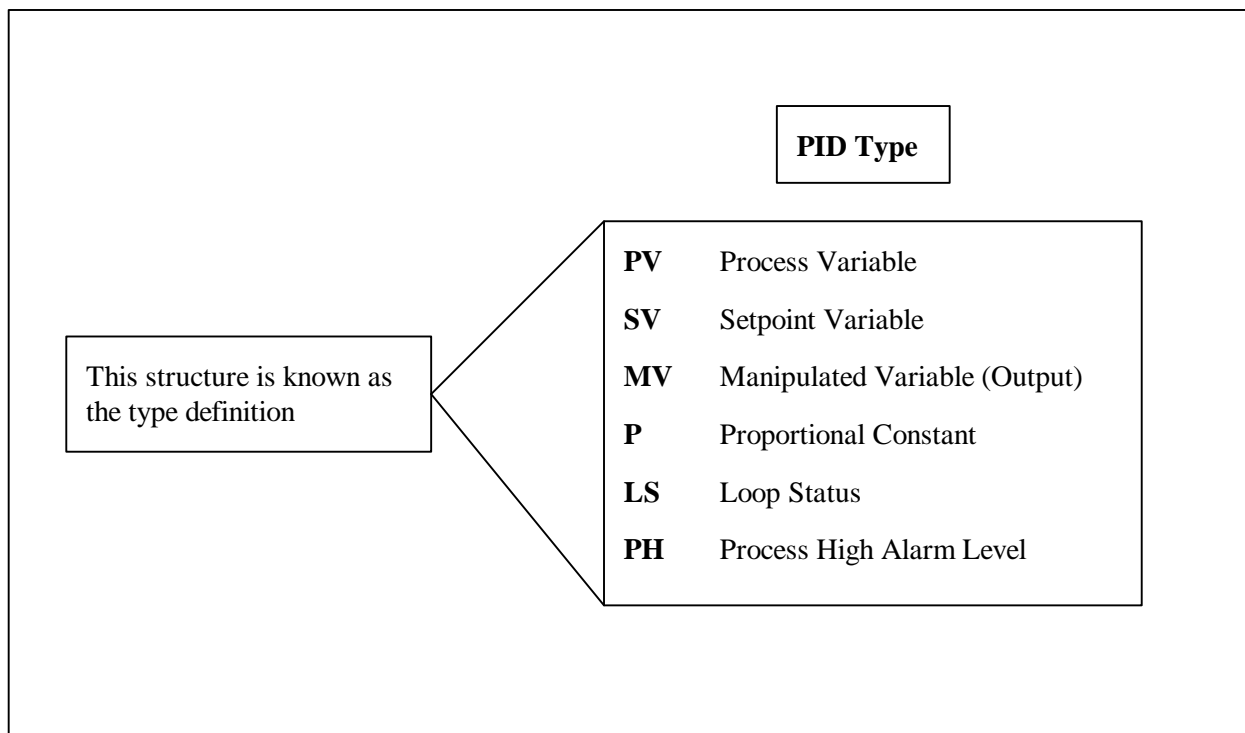 PID Type
PV Process Variable
SV Setpoint Variable
MV Manipulated Variable (Output)
P Proportional Constant
LS Loop Status
PH Process High Alarm Level
This structure is known as
the type definition